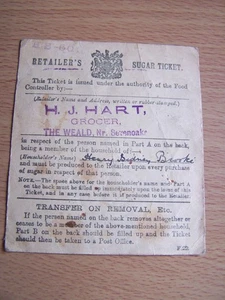 RETAILER'S SUGAR TICKET.
This Ticket is issued under the authority of the Food
Controller by:—
(Retailer's Name and Address, written or rubber-stamped.)
H. J. HART,
GROCER,
THE WEALD, Nr. Sevenoaks
in respect of the person named in Part A on the back,
being a member of the household of:—
(Householder's Name) Henry Sydney Brooke
It must be produced to the Retailer upon every purchase
of sugar in respect of that person.
NOTE.—The space above for the householder's name and Part A
on the back must be filled up immediately upon the issue of this
Ticket, and in any case before it is produced to the Retailer.
TRANSFER ON REMOVAL, Etc.
If the person named on the back removes altogether or
ceases to be a member of the above-mentioned household,
Part B on the back should be filled up and the Ticket
should then be taken to a Post Office.